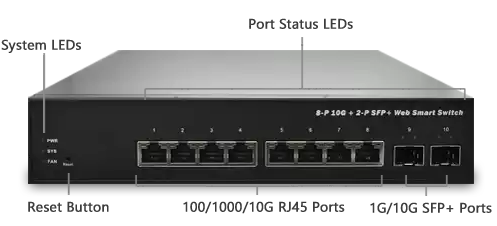 Port Status LEDs
System LEDs
8-P 10G + 2-P SFP+ Web Smart Switch
1 2 3 4 5 6 7 8 9 10
PWR
SYS
FAN
Reset
Reset Button
100/1000/10G RJ45 Ports
1G/10G SFP+ Ports